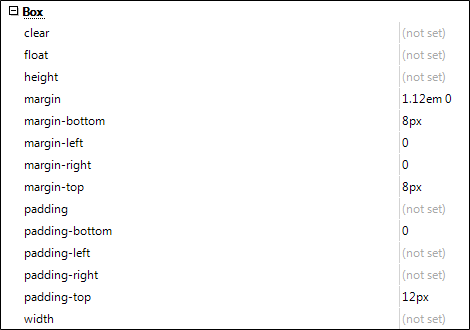 Box
clear (not set)
float (not set)
height (not set)
margin 1.12em 0
margin-bottom 8px
margin-left 0
margin-right 0
margin-top 8px
padding (not set)
padding-bottom 0
padding-left (not set)
padding-right (not set)
padding-top 12px
width (not set)